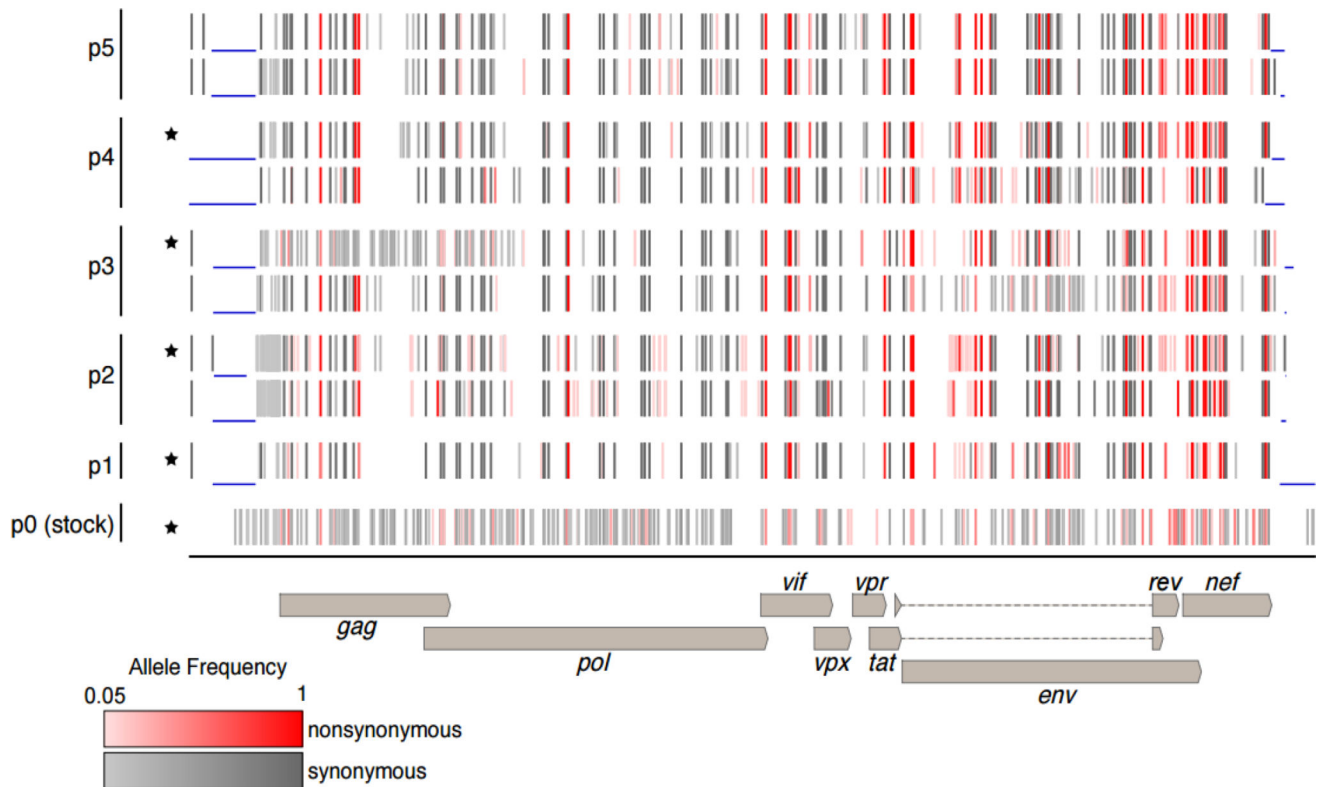 p5
p4
p3
p2
p1
p0 (stock)
vif vpr rev nef
gag pol vpx tat env
Allele Frequency
0.05 1
nonsynonymous
synonymous